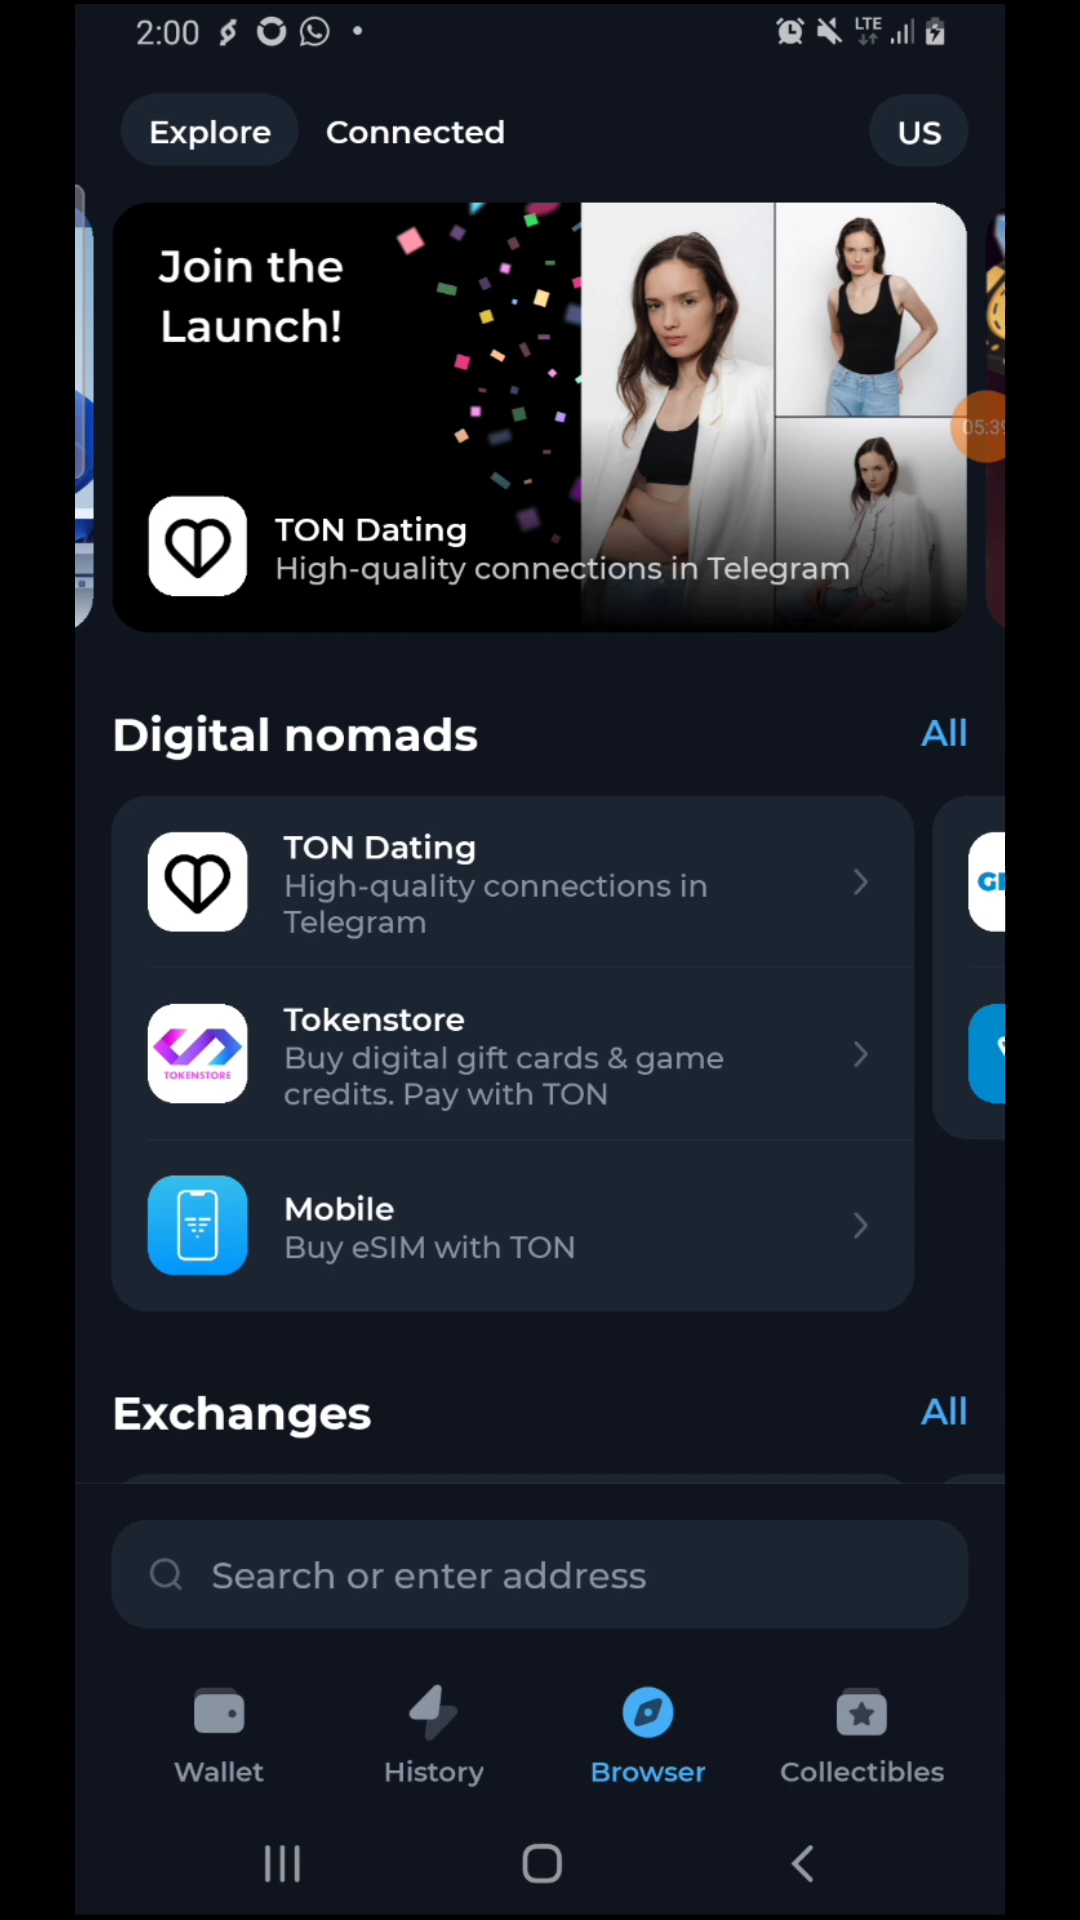 2:00
LTE
Explore
Connected
US
Join the
Launch!
05:39
TON Dating
High-quality connections in Telegram
Digital nomads
All
TON Dating
High-quality connections in
Telegram
TOKENSTORE
Tokenstore
Buy digital gift cards & game
credits. Pay with TON
Mobile
Buy eSIM with TON
Exchanges
All
Search or enter address
Wallet
History
Browser
Collectibles